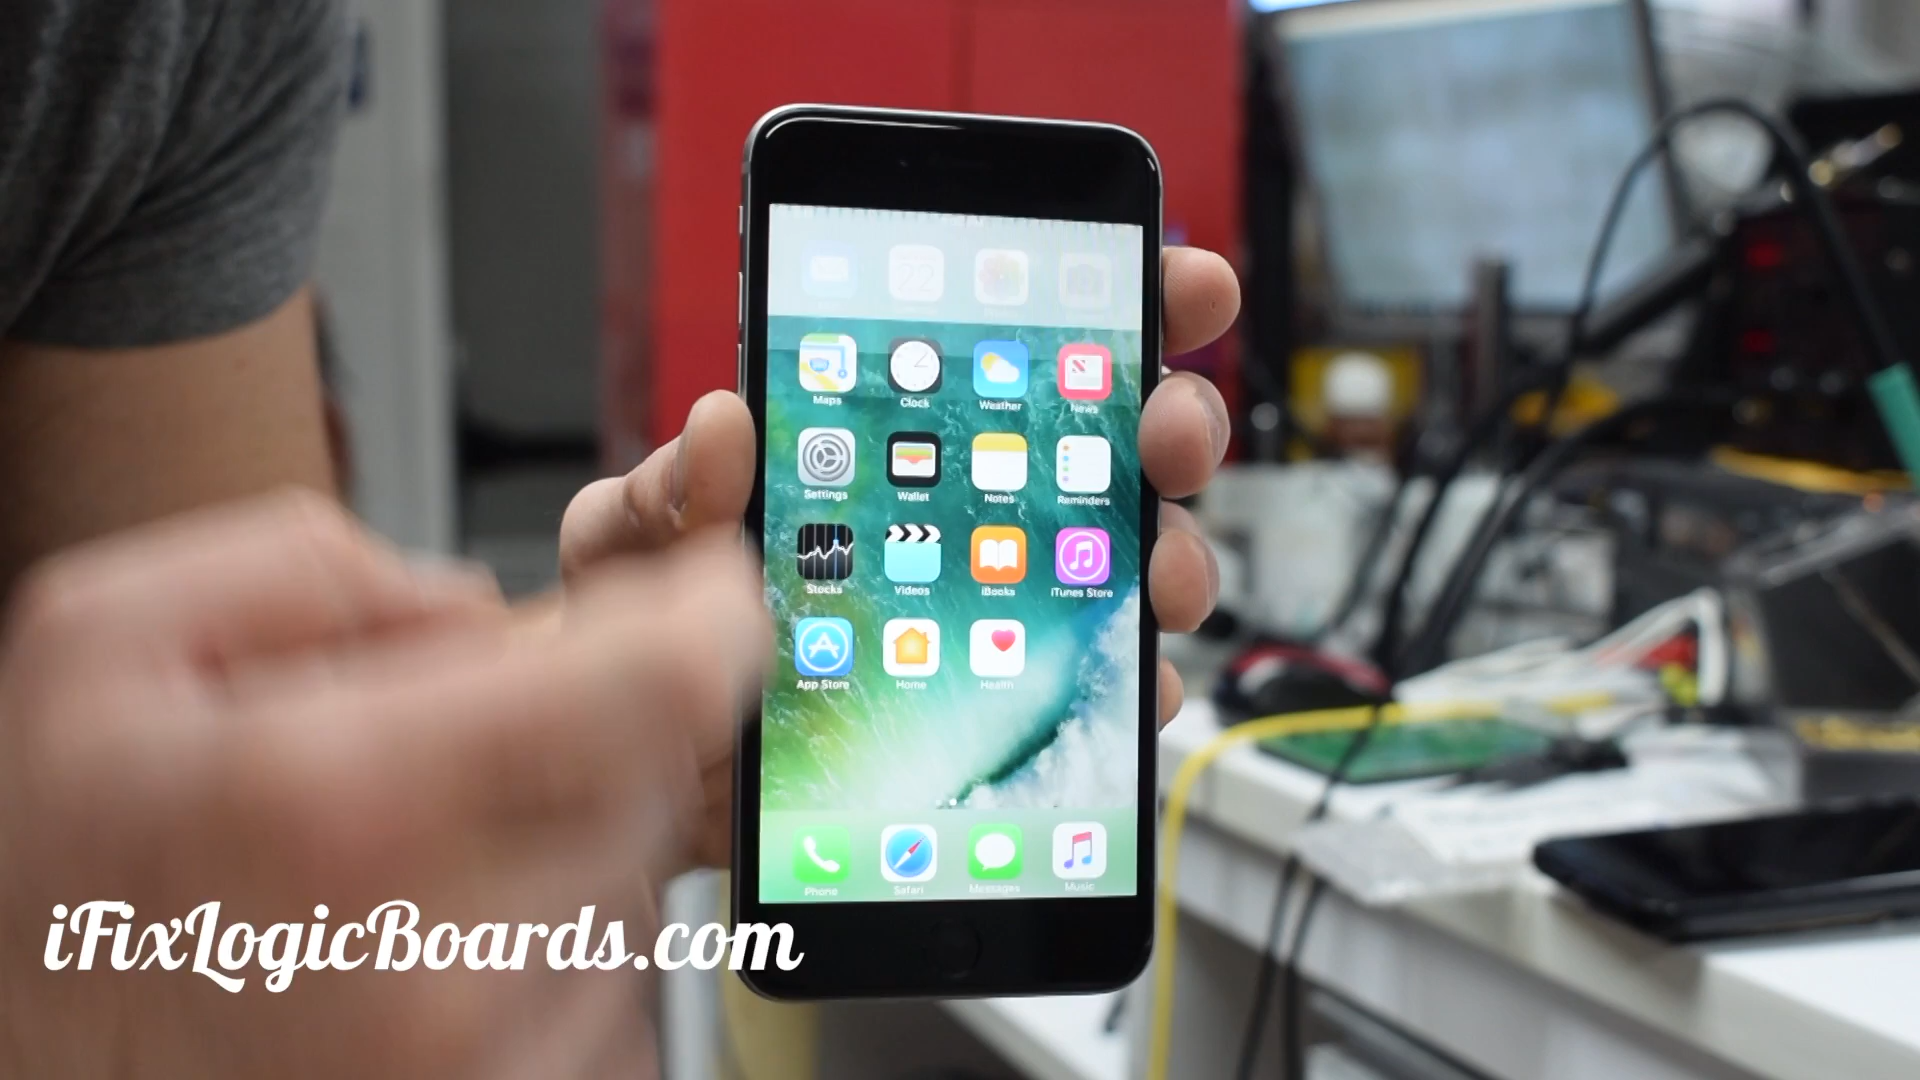 22
Maps Clock Weather News
Settings Wallet Notes Reminders
Stocks Videos iBooks iTunes Store
App Store Home Health
Phone Safari Messages Music
iFixLogicBoards.com